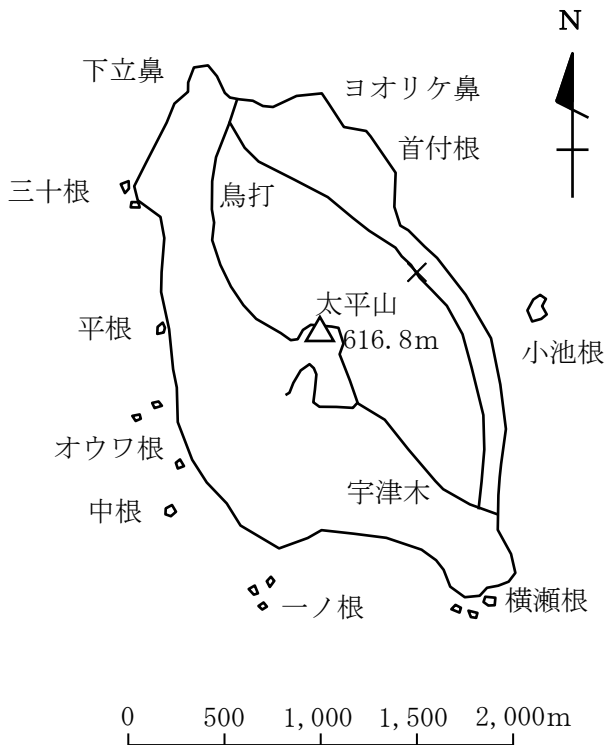 N
下立鼻
ヨオリケ鼻
首付根
三十根
鳥打
太平山
616.8m
平根
小池根
オウワ根
宇津木
中根
一ノ根
横瀬根
0 500 1,000 1,500 2,000m